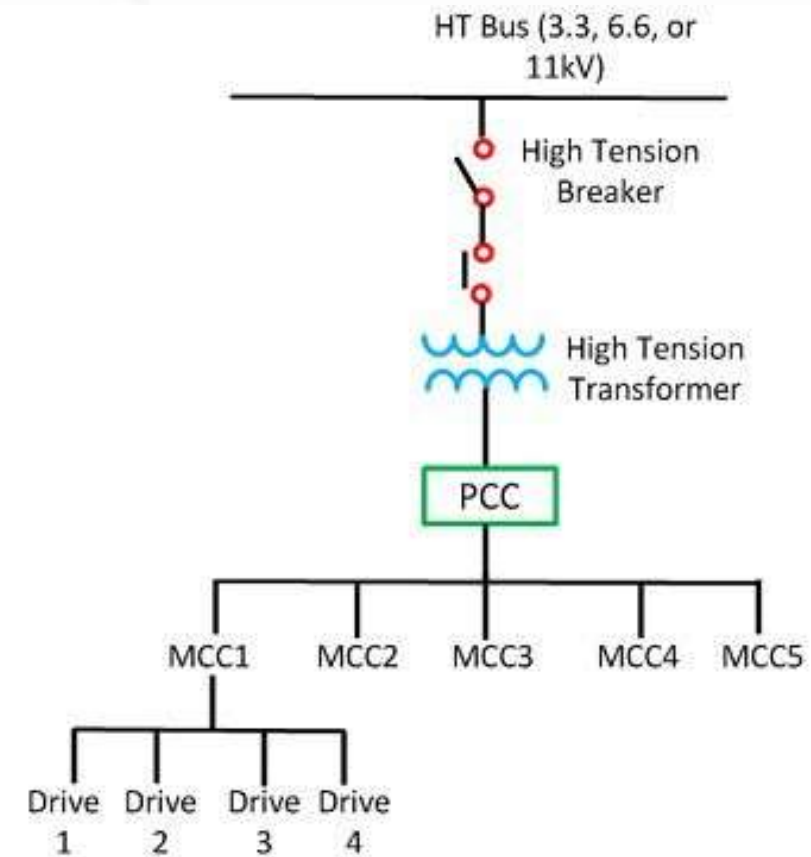 HT Bus (3.3, 6.6, or
11kV)
High Tension
Breaker
High Tension
Transformer
PCC
MCC1 MCC2 MCC3 MCC4 MCC5
Drive Drive Drive Drive
1 2 3 4